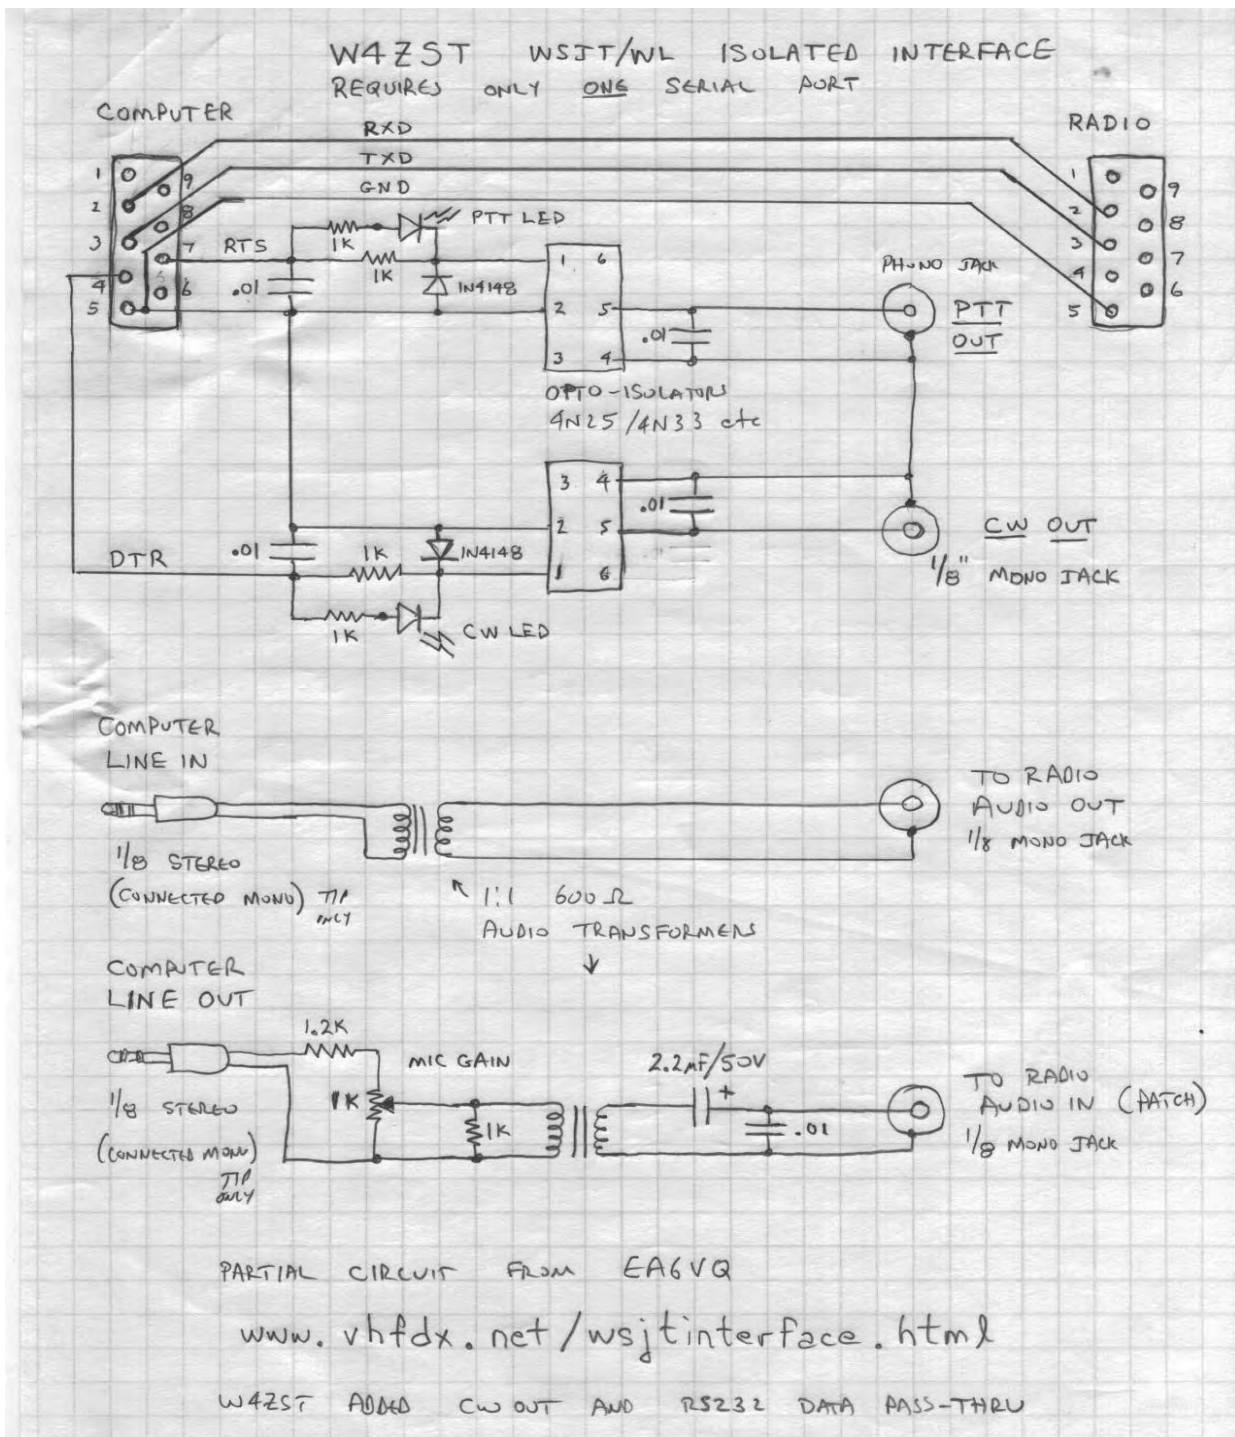 W4ZST WSJT/WL ISOLATED INTERFACE
REQUIRES ONLY ONE SERIAL PORT
COMPUTER
RADIO
RXD
TXD
GND
RTS
1
2
3
4
5
9
8
7
6
1K
PTT LED
1K
.01
1N4148
1 6
2 5
3 4
.01
PHONO JACK
PTT
OUT
1
2
3
4
5
9
8
7
6
OPTO-ISOLATORS
4N25/4N33 etc
3 4
2 5
1 6
.01
CW OUT
1/8" MONO JACK
DTR
.01
1K
1N4148
1K
CW LED
COMPUTER
LINE IN
1/8 STEREO
(CONNECTED MONO) TIP
ONLY
1:1 600Ω
AUDIO TRANSFORMERS
TO RADIO
AUDIO OUT
1/8 MONO JACK
COMPUTER
LINE OUT
1/8 STEREO
(CONNECTED MONO)
TIP
ONLY
1.2K
1K
MIC GAIN
1K
2.2MF/50V
+
.01
TO RADIO
AUDIO IN (PATCH)
1/8 MONO JACK
PARTIAL CIRCUIT FROM EA6VQ
www.vhfdx.net/wsjtinterface.html
W4ZST ADDED CW OUT AND RS232 DATA PASS-THRU